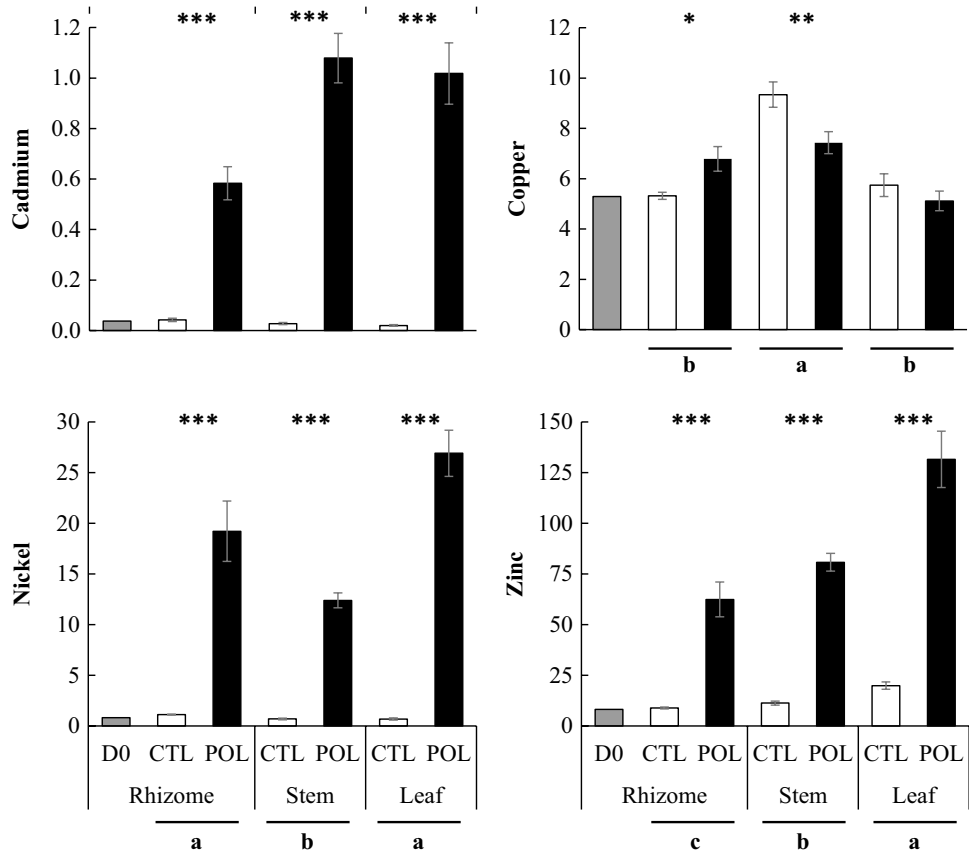 *** *** ***
1.2
1.0
0.8
0.6
0.4
0.2
0.0
Cadmium
* **
12
10
8
6
4
2
0
Copper
b a b
*** *** ***
30
25
20
15
10
5
0
Nickel
D0 CTL POL CTL POL CTL POL
Rhizome Stem Leaf
a b a
*** *** ***
150
125
100
75
50
25
0
Zinc
D0 CTL POL CTL POL CTL POL
Rhizome Stem Leaf
c b a